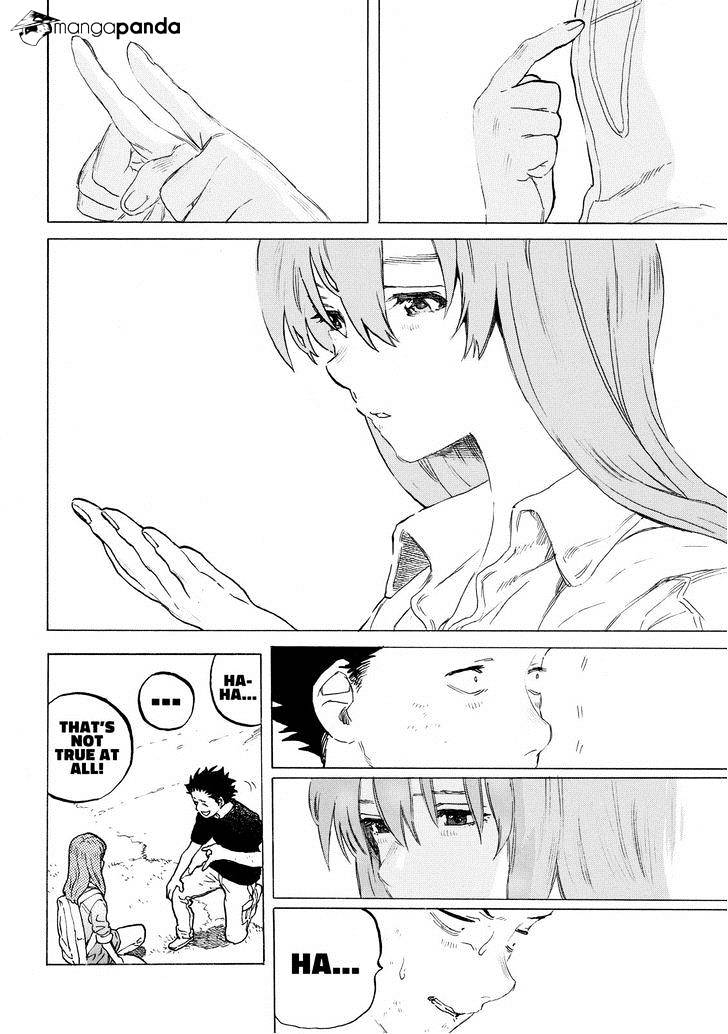 mangapanda
HA-
HA...
...
THAT'S
NOT
TRUE AT
ALL!
HA...